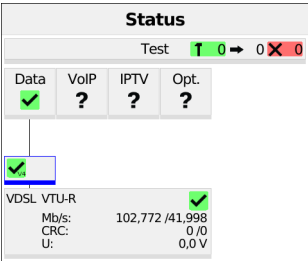 Status
Test 0 ➡ 0 0
Data VoIP IPTV Opt.
? ? ?
V4
VDSL VTU-R
Mb/s: 102,772 /41,998
CRC: 0 /0
U: 0,0 V